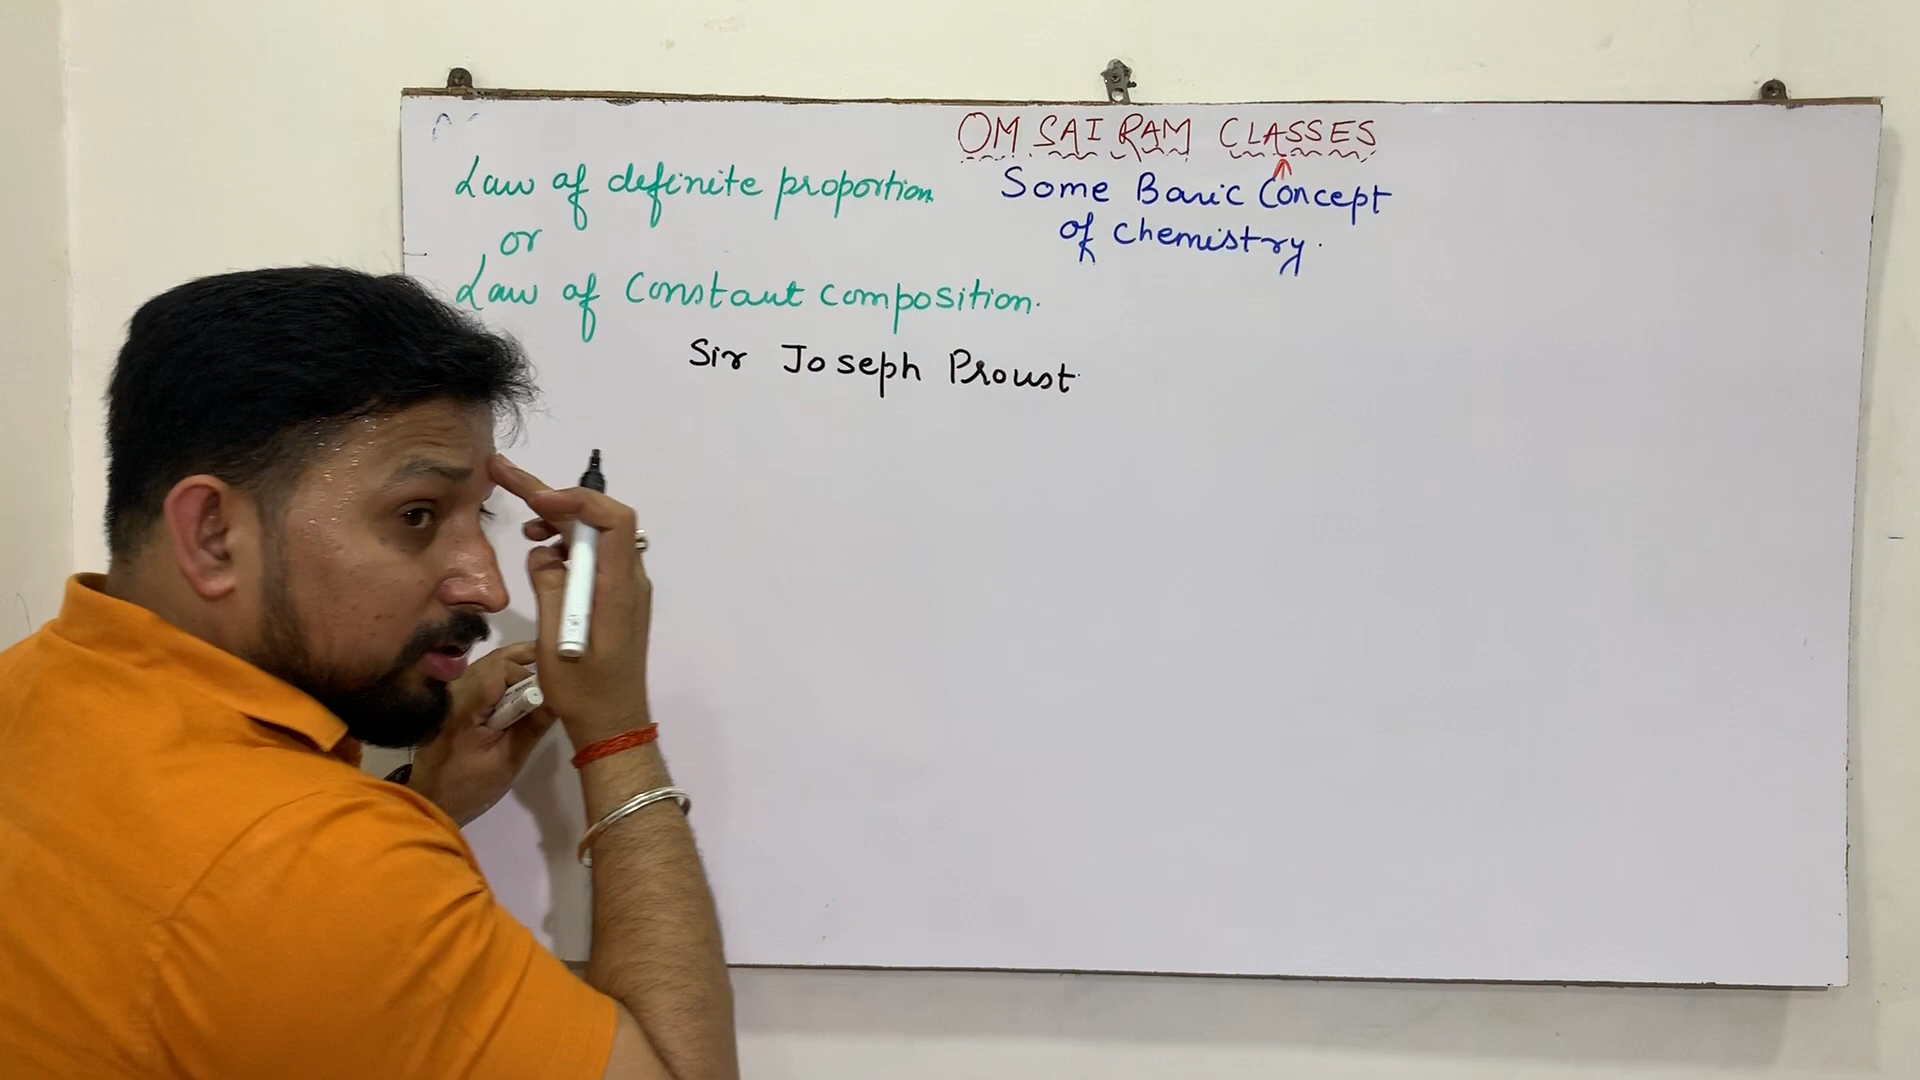 OM SAI RAM CLASSES
Some Basic Concept
of Chemistry.
Law of definite proportion
or
Law of Constant composition.
Sir Joseph Proust